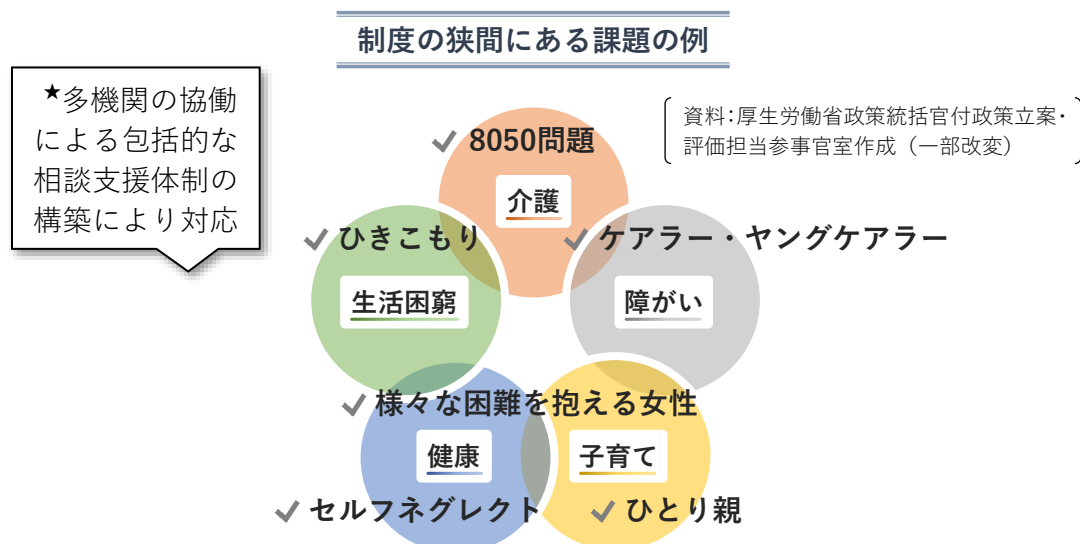 制度の狭間にある課題の例
★多機関の協働
による包括的な
相談支援体制の
構築により対応
資料：厚生労働省政策統括官付政策立案・
評価担当参事官室作成（一部改変）
8050問題
介護
ひきこもり
ケアラー・ヤングケアラー
生活困窮
障がい
様々な困難を抱える女性
健康
子育て
セルフネグレクト
ひとり親